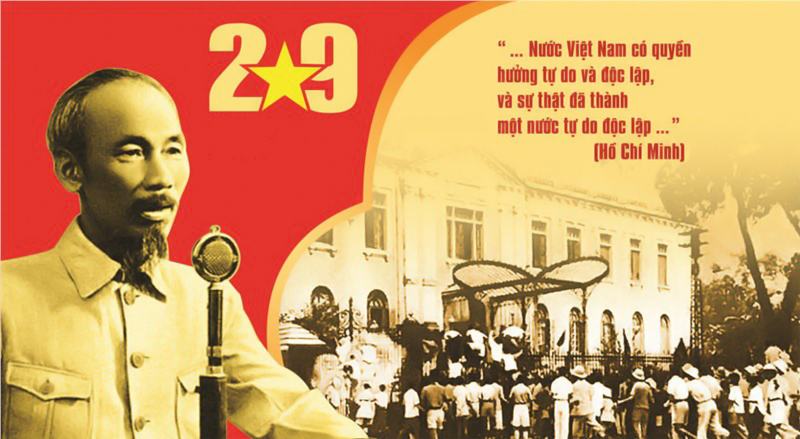 2★9
“ ... Nước Việt Nam có quyền
hưởng tự do và độc lập,
và sự thật đã thành
một nước tự do độc lập ...”
(Hồ Chí Minh)